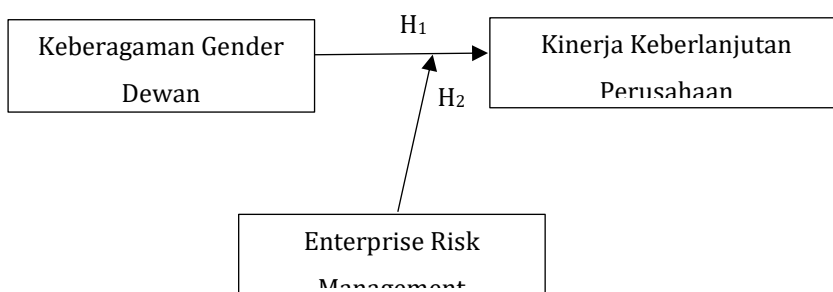 H₁
Keberagaman Gender
Dewan
Kinerja Keberlanjutan
Perusahaan
H₂
Enterprise Risk
Management